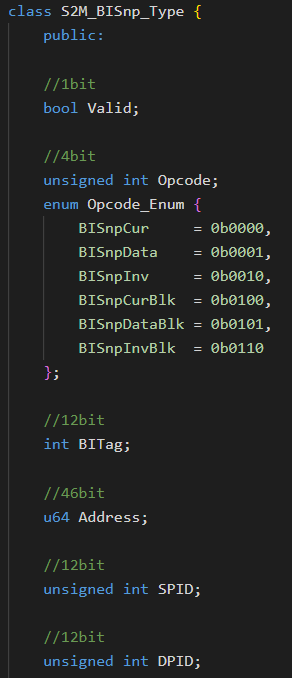 class S2M_BISnp_Type {
    public:

    //1bit
    bool Valid;

    //4bit
    unsigned int Opcode;
    enum Opcode_Enum {
        BISnpCur     = 0b0000,
        BISnpData    = 0b0001,
        BISnpInv     = 0b0010,
        BISnpCurBlk  = 0b0100,
        BISnpDataBlk = 0b0101,
        BISnpInvBlk  = 0b0110
    };

    //12bit
    int BITag;

    //46bit
    u64 Address;

    //12bit
    unsigned int SPID;

    //12bit
    unsigned int DPID;